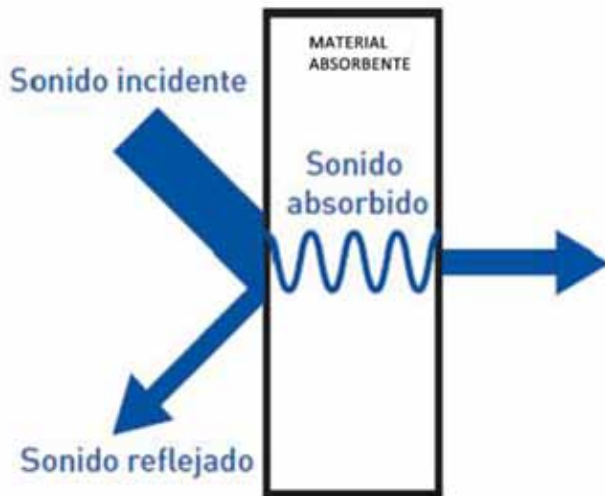 MATERIAL
ABSORBENTE
Sonido incidente
Sonido
absorbido
Sonido reflejado